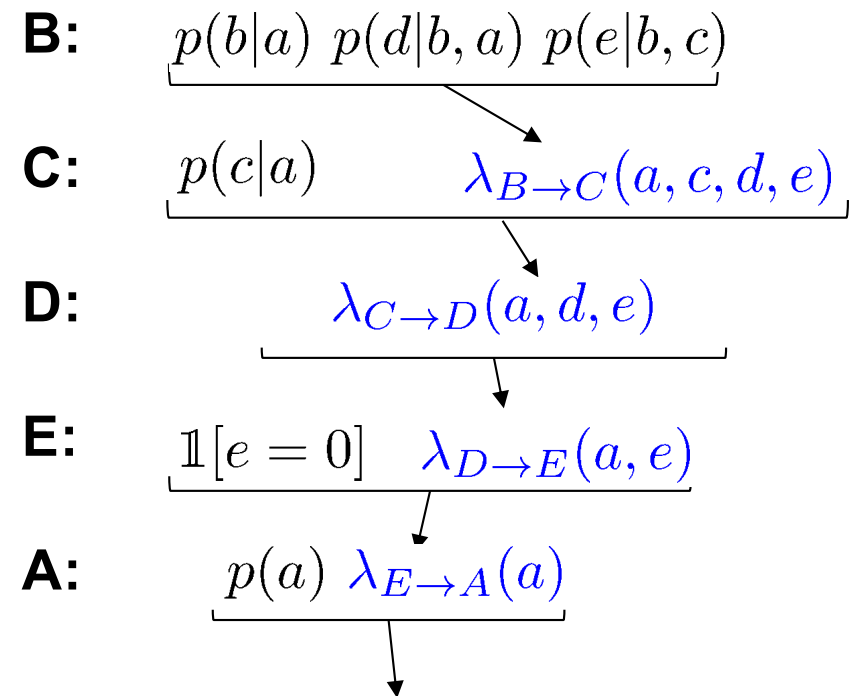 B: p(b|a) p(d|b, a) p(e|b, c)
C: p(c|a) λ_{B→C}(a, c, d, e)
D: λ_{C→D}(a, d, e)
E: 𝟙[e = 0] λ_{D→E}(a, e)
A: p(a) λ_{E→A}(a)